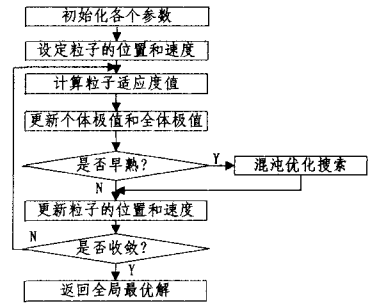 初始化各个参数
设定粒子的位置和速度
计算粒子适应度值
更新个体极值和全体极值
是否早熟?
Y
混沌优化搜索
N
更新粒子的位置和速度
N
是否收敛?
Y
返回全局最优解